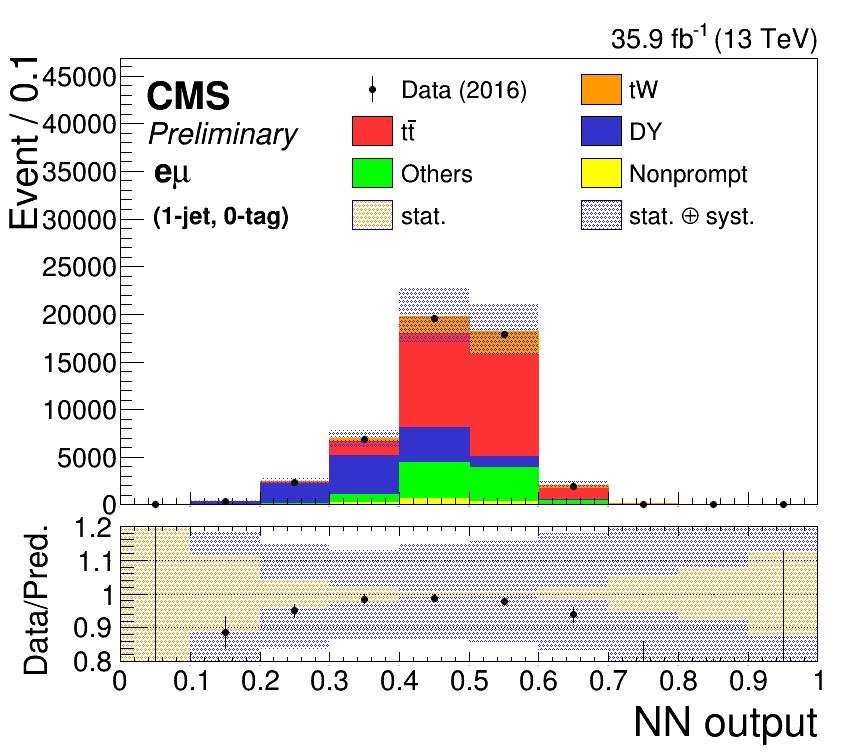 35.9 fb⁻¹ (13 TeV)
Event / 0.1
45000
40000
35000
30000
25000
20000
15000
10000
5000
0
CMS
Preliminary
eμ
(1-jet, 0-tag)
Data (2016)
tW
tt̄
DY
Others
Nonprompt
stat.
stat. ⊕ syst.
Data/Pred.
1.2
1.1
1
0.9
0.8
0 0.1 0.2 0.3 0.4 0.5 0.6 0.7 0.8 0.9 1
NN output